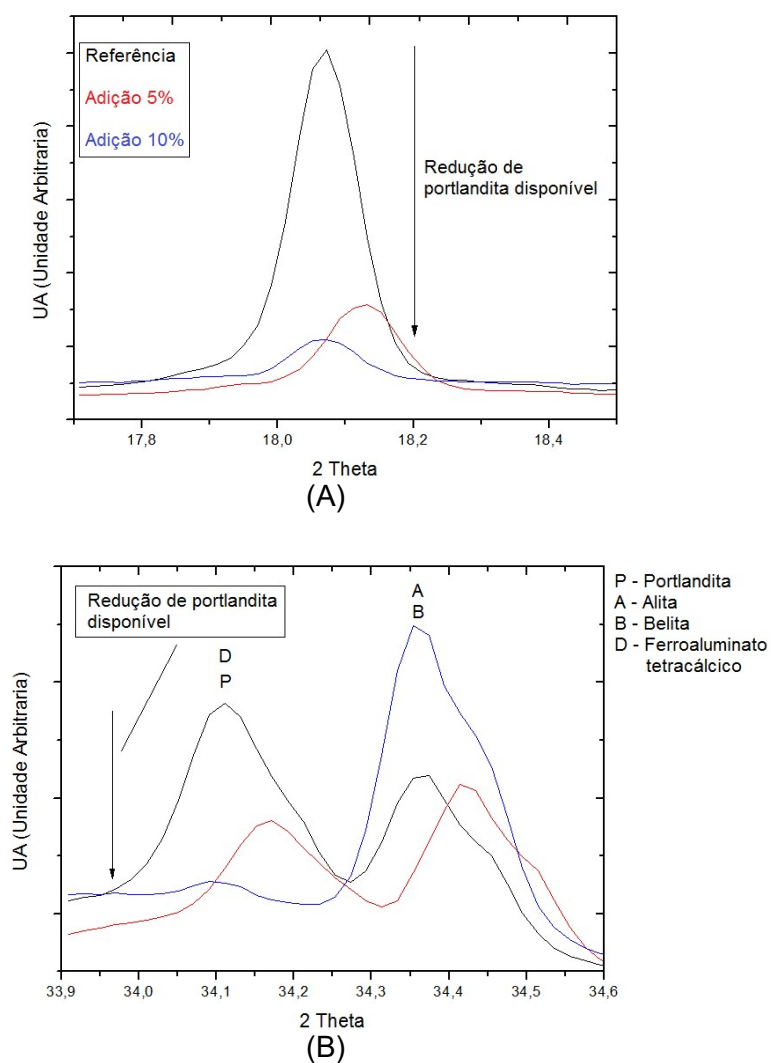 Referência
Adição 5%
Adição 10%
Redução de
portlandita disponível
UA (Unidade Arbitraria)
17,8
18,0
18,2
18,4
2 Theta
(A)
Redução de portlandita
disponível
D
P
A
B
P - Portlandita
A - Alita
B - Belita
D - Ferroaluminato
tetracálcico
UA (Unidade Arbitraria)
33,9
34,0
34,1
34,2
34,3
34,4
34,5
34,6
2 Theta
(B)